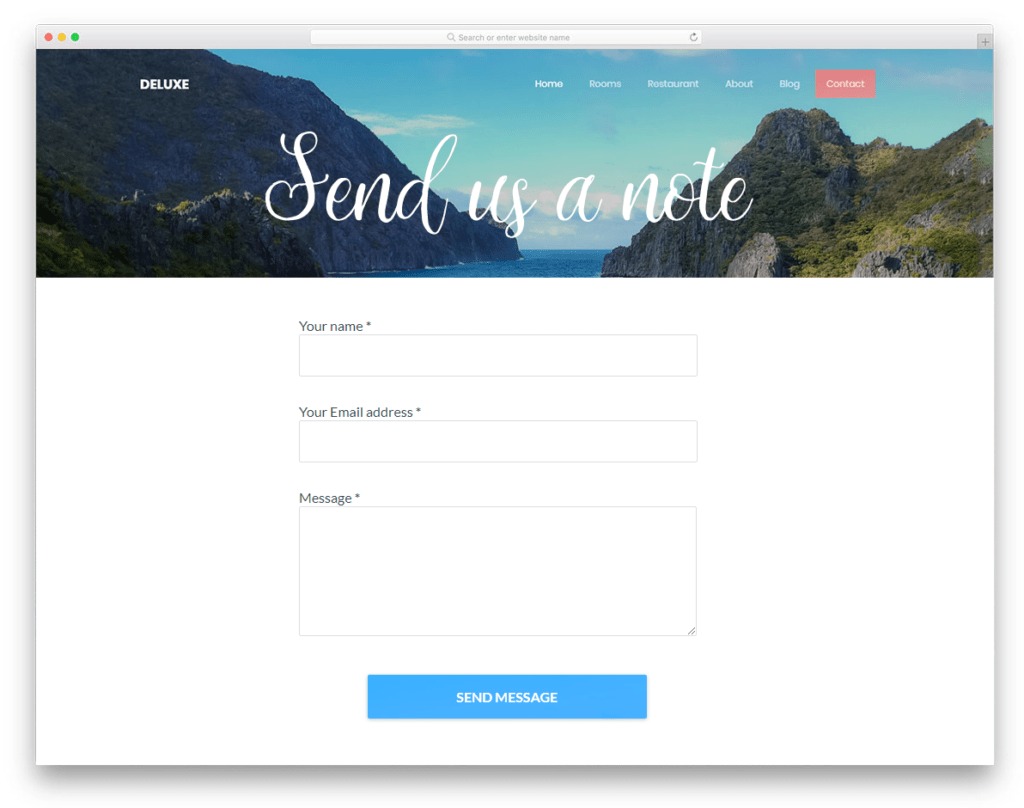 Search or enter website name
DELUXE
Home Rooms Restaurant About Blog Contact
Send us a note
Your name *
Your Email address *
Message *
SEND MESSAGE